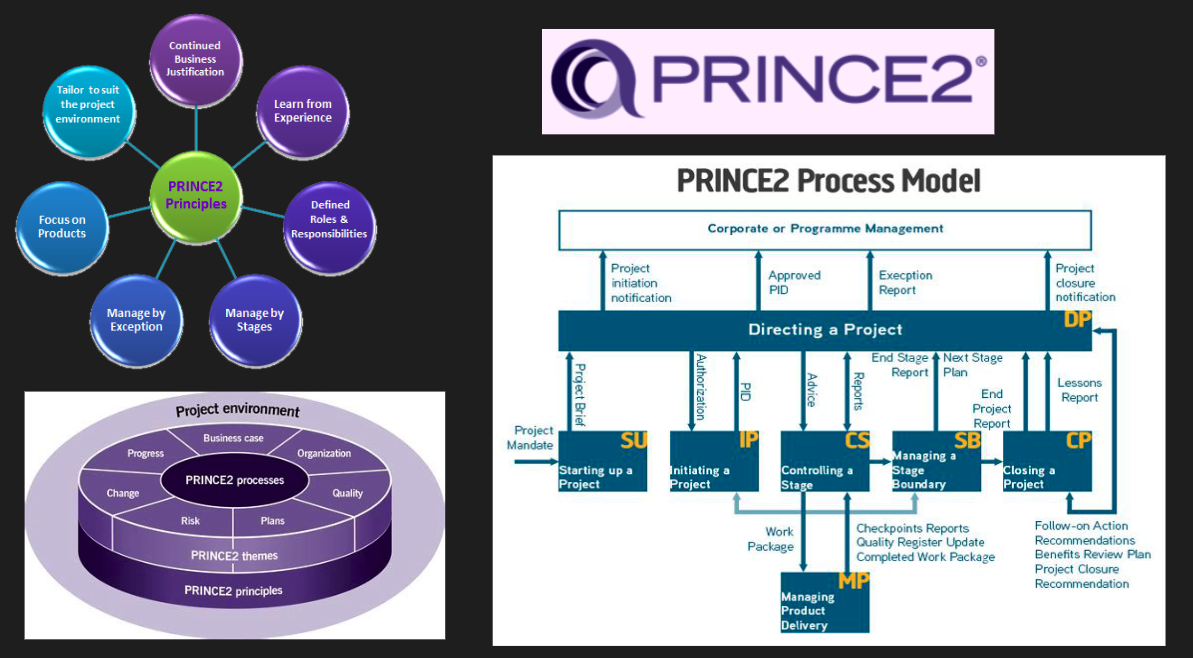 Continued
Business
Justification
Learn from
Experience
Defined
Roles &
Responsibilities
Manage by
Stages
Manage by
Exception
Focus on
Products
Tailor to suit
the project
environment
PRINCE2
Principles
PRINCE2®
Project environment
Business case
Organization
Quality
Plans
Risk
Change
Progress
PRINCE2 processes
PRINCE2 themes
PRINCE2 principles
PRINCE2 Process Model
Corporate or Programme Management
Project
initiation
notification
Approved
PID
Execption
Report
Project
closure
notification
Directing a Project
DP
Project Brief
Authorization
PID
Advice
Reports
End Stage
Report
Next Stage
Plan
End
Project
Report
Lessons
Report
Project
Mandate
SU
Starting up a
Project
IP
Initiating a
Project
CS
Controlling a
Stage
SB
Managing a
Stage
Boundary
CP
Closing a
Project
Work
Package
Checkpoints Reports
Quality Register Update
Completed Work Package
Follow-on Action
Recommendations
Benefits Review Plan
Project Closure
Recommendation
MP
Managing
Product
Delivery